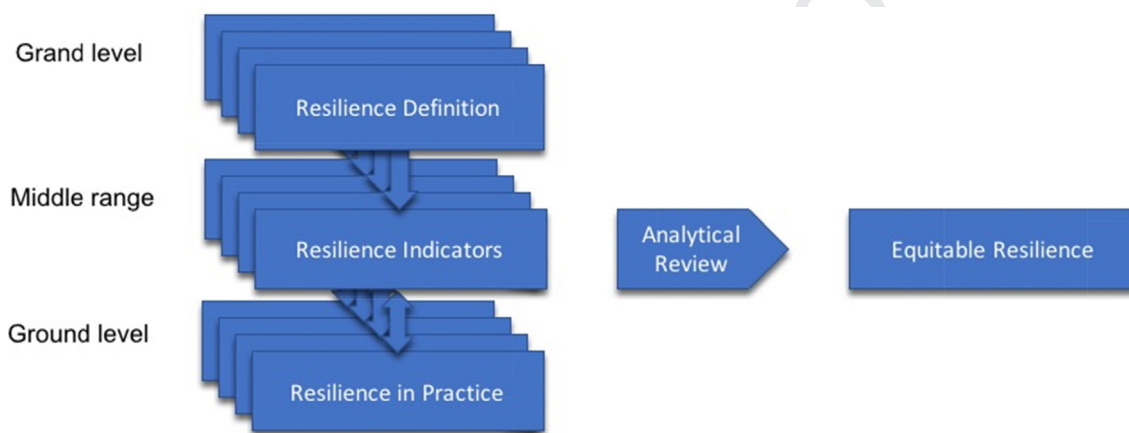 Grand level
Resilience Definition
Middle range
Resilience Indicators
Analytical
Review
Equitable Resilience
Ground level
Resilience in Practice